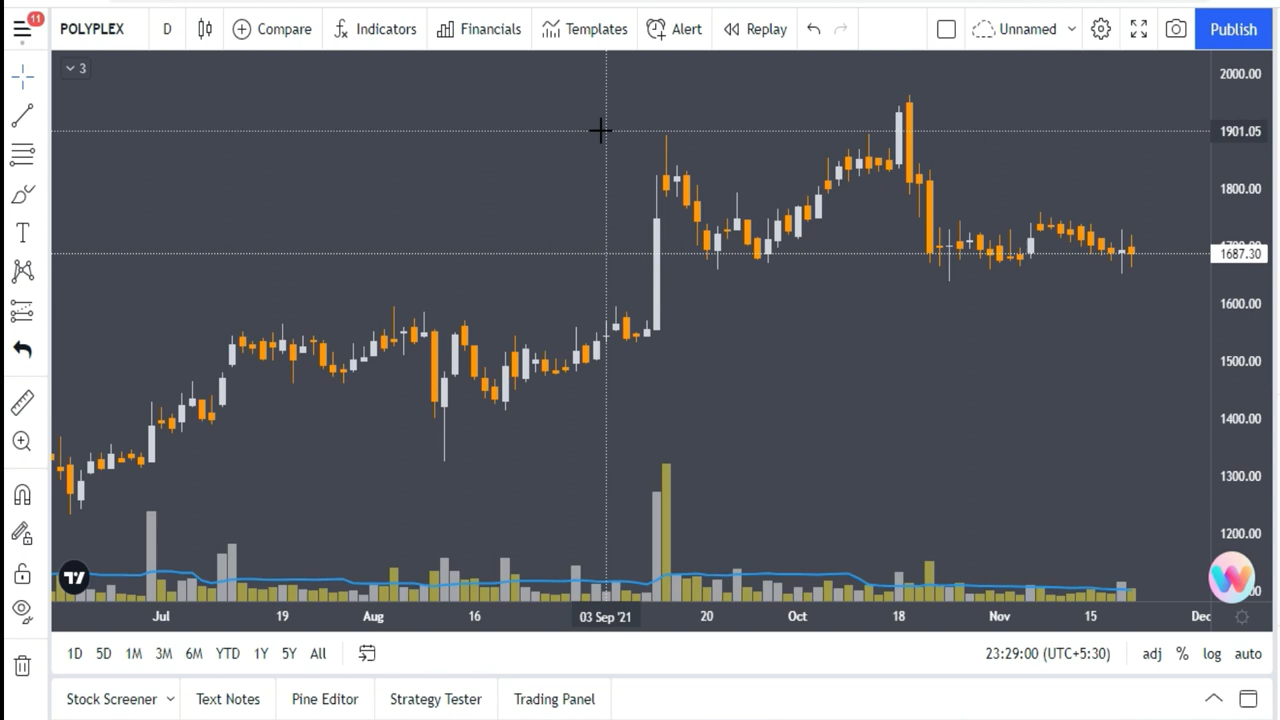 11
POLYPLEX D Compare Indicators Financials Templates Alert Replay Unnamed Publish
3
2000.00
1901.05
1800.00
1687.30
1600.00
1500.00
1400.00
1300.00
1200.00
Jul 19 Aug 16 03 Sep '21 20 Oct 18 Nov 15 Dec
1D 5D 1M 3M 6M YTD 1Y 5Y All 23:29:00 (UTC+5:30) adj % log auto
Stock Screener Text Notes Pine Editor Strategy Tester Trading Panel